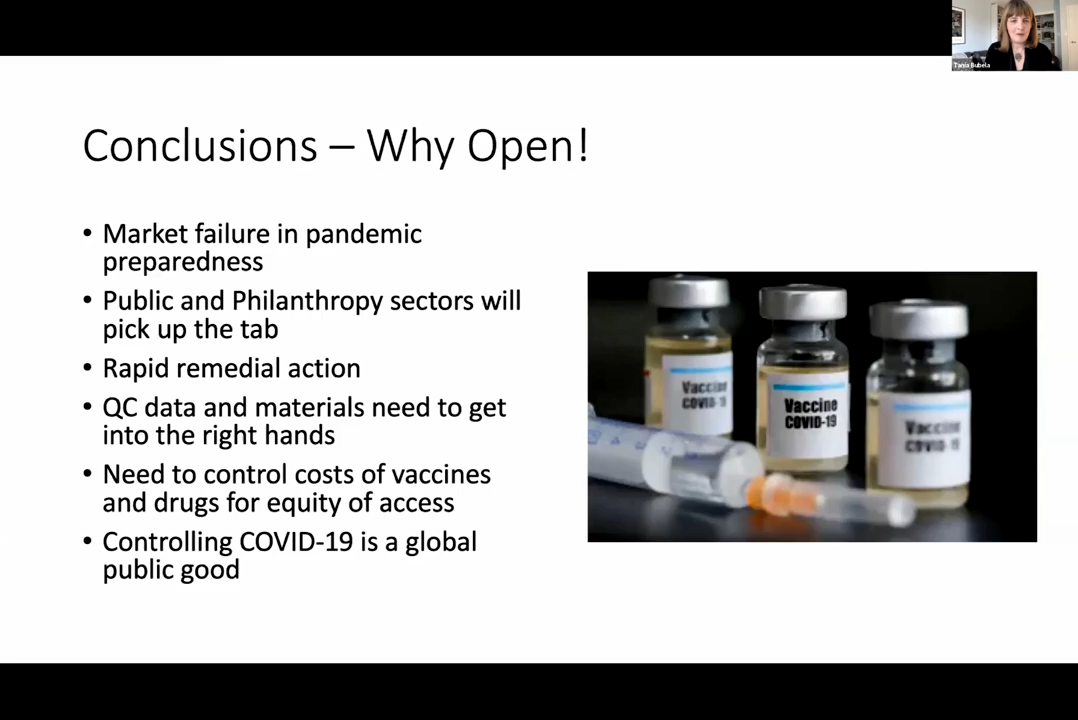 Tania Bubela
Conclusions – Why Open!
• Market failure in pandemic
preparedness
• Public and Philanthropy sectors will
pick up the tab
• Rapid remedial action
• QC data and materials need to get
into the right hands
• Need to control costs of vaccines
and drugs for equity of access
• Controlling COVID-19 is a global
public good
Vaccine
COVID-19
Vaccine
COVID-19
Vaccine
COVID-19